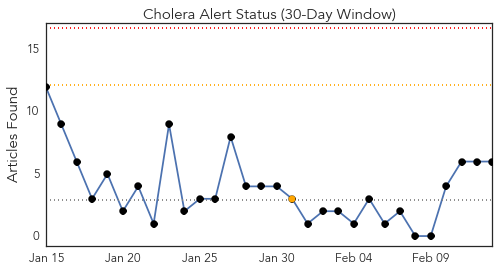 Cholera Alert Status (30-Day Window)
Articles Found
15
10
5
0
Jan 15 Jan 20 Jan 25 Jan 30 Feb 04 Feb 09